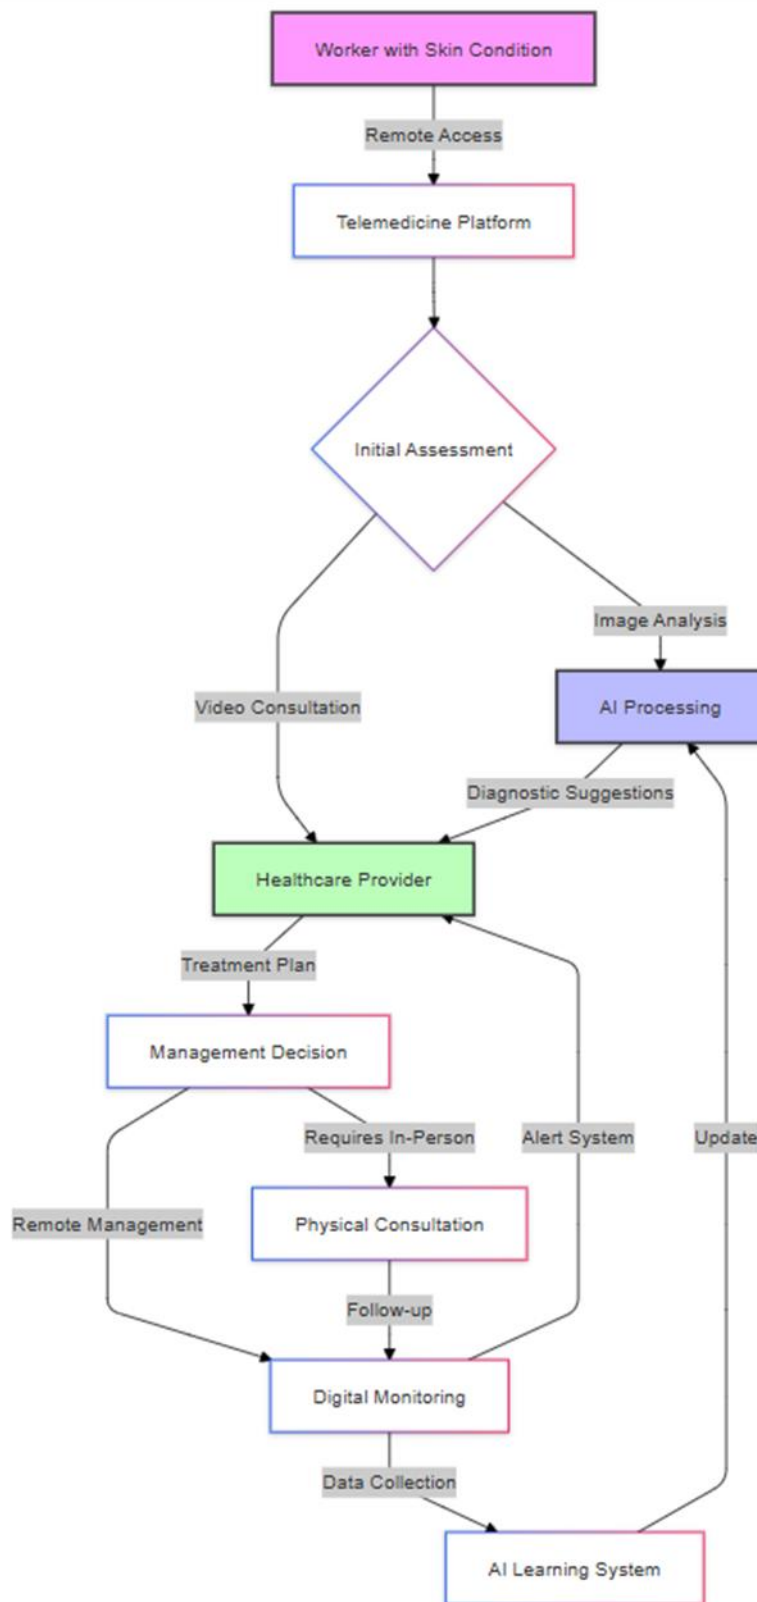 Worker with Skin Condition
Remote Access
Telemedicine Platform
Initial Assessment
Image Analysis
Video Consultation
AI Processing
Diagnostic Suggestions
Healthcare Provider
Treatment Plan
Management Decision
Requires In-Person
Alert System
Update
Remote Management
Physical Consultation
Follow-up
Digital Monitoring
Data Collection
AI Learning System